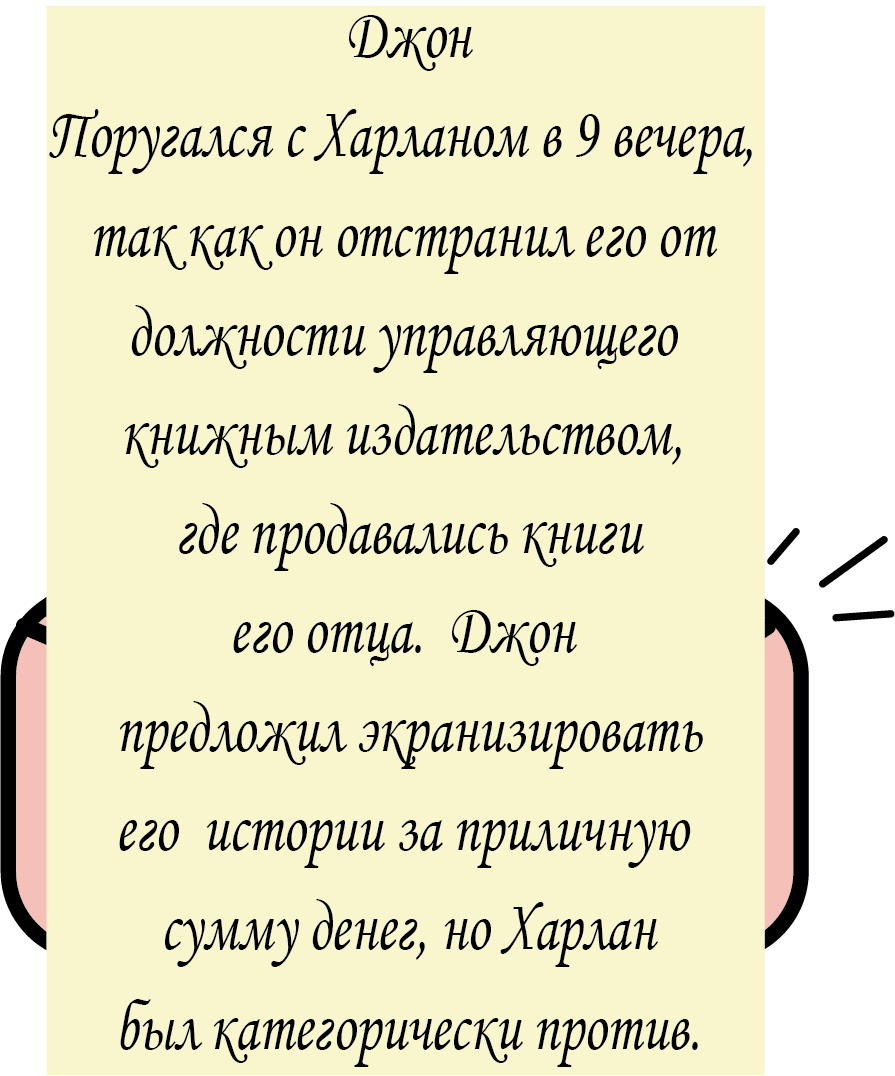 Джон
Поругался с Харланом в 9 вечера,
так как он отстранил его от
должности управляющего
книжным издательством,
где продавались книги
его отца. Джон
предложил экранизировать
его истории за приличную
сумму денег, но Харлан
был категорически против.